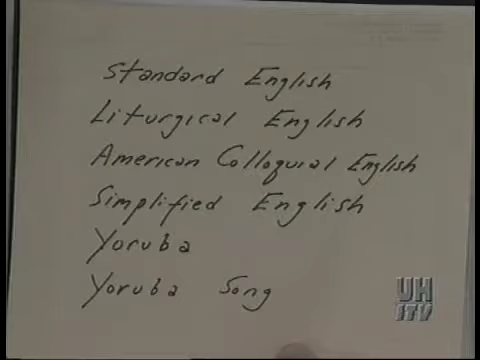 Standard English
Liturgical English
American Colloquial English
Simplified English
Yoruba
Yoruba Song
UH
ITV